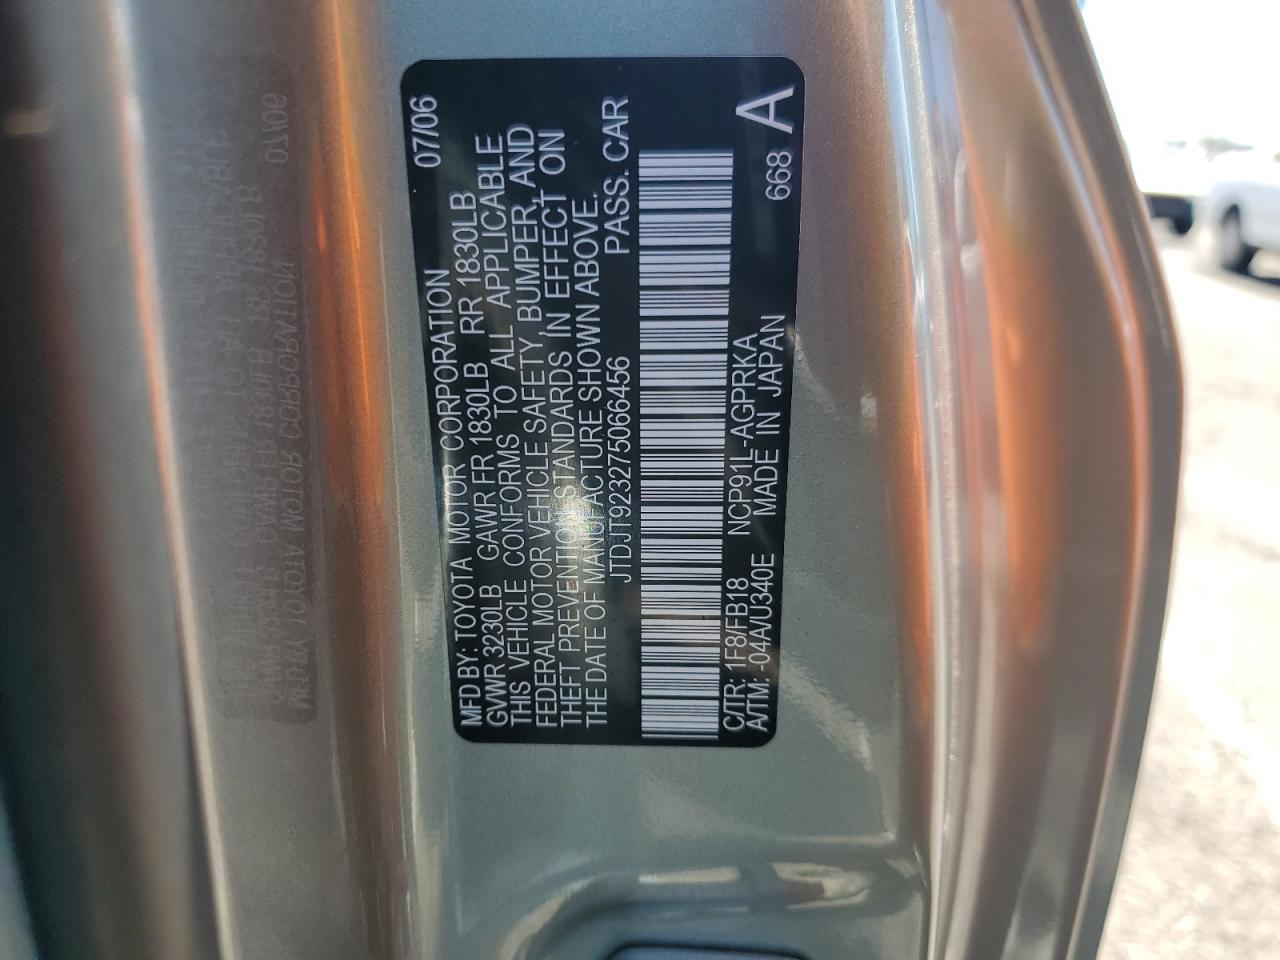 MFD BY: TOYOTA MOTOR CORPORATION 07/06
GVWR 3230LB GAWR FR 1830LB RR 1830LB
THIS VEHICLE CONFORMS TO ALL APPLICABLE
FEDERAL MOTOR VEHICLE SAFETY, BUMPER, AND
THEFT PREVENTION STANDARDS IN EFFECT ON
THE DATE OF MANUFACTURE SHOWN ABOVE.
JTDJT923275066456 PASS. CAR
C/TR: 1F8/FB18 NCP91L-AGPRKA
A/TM: -04A/U340E MADE IN JAPAN 668 A